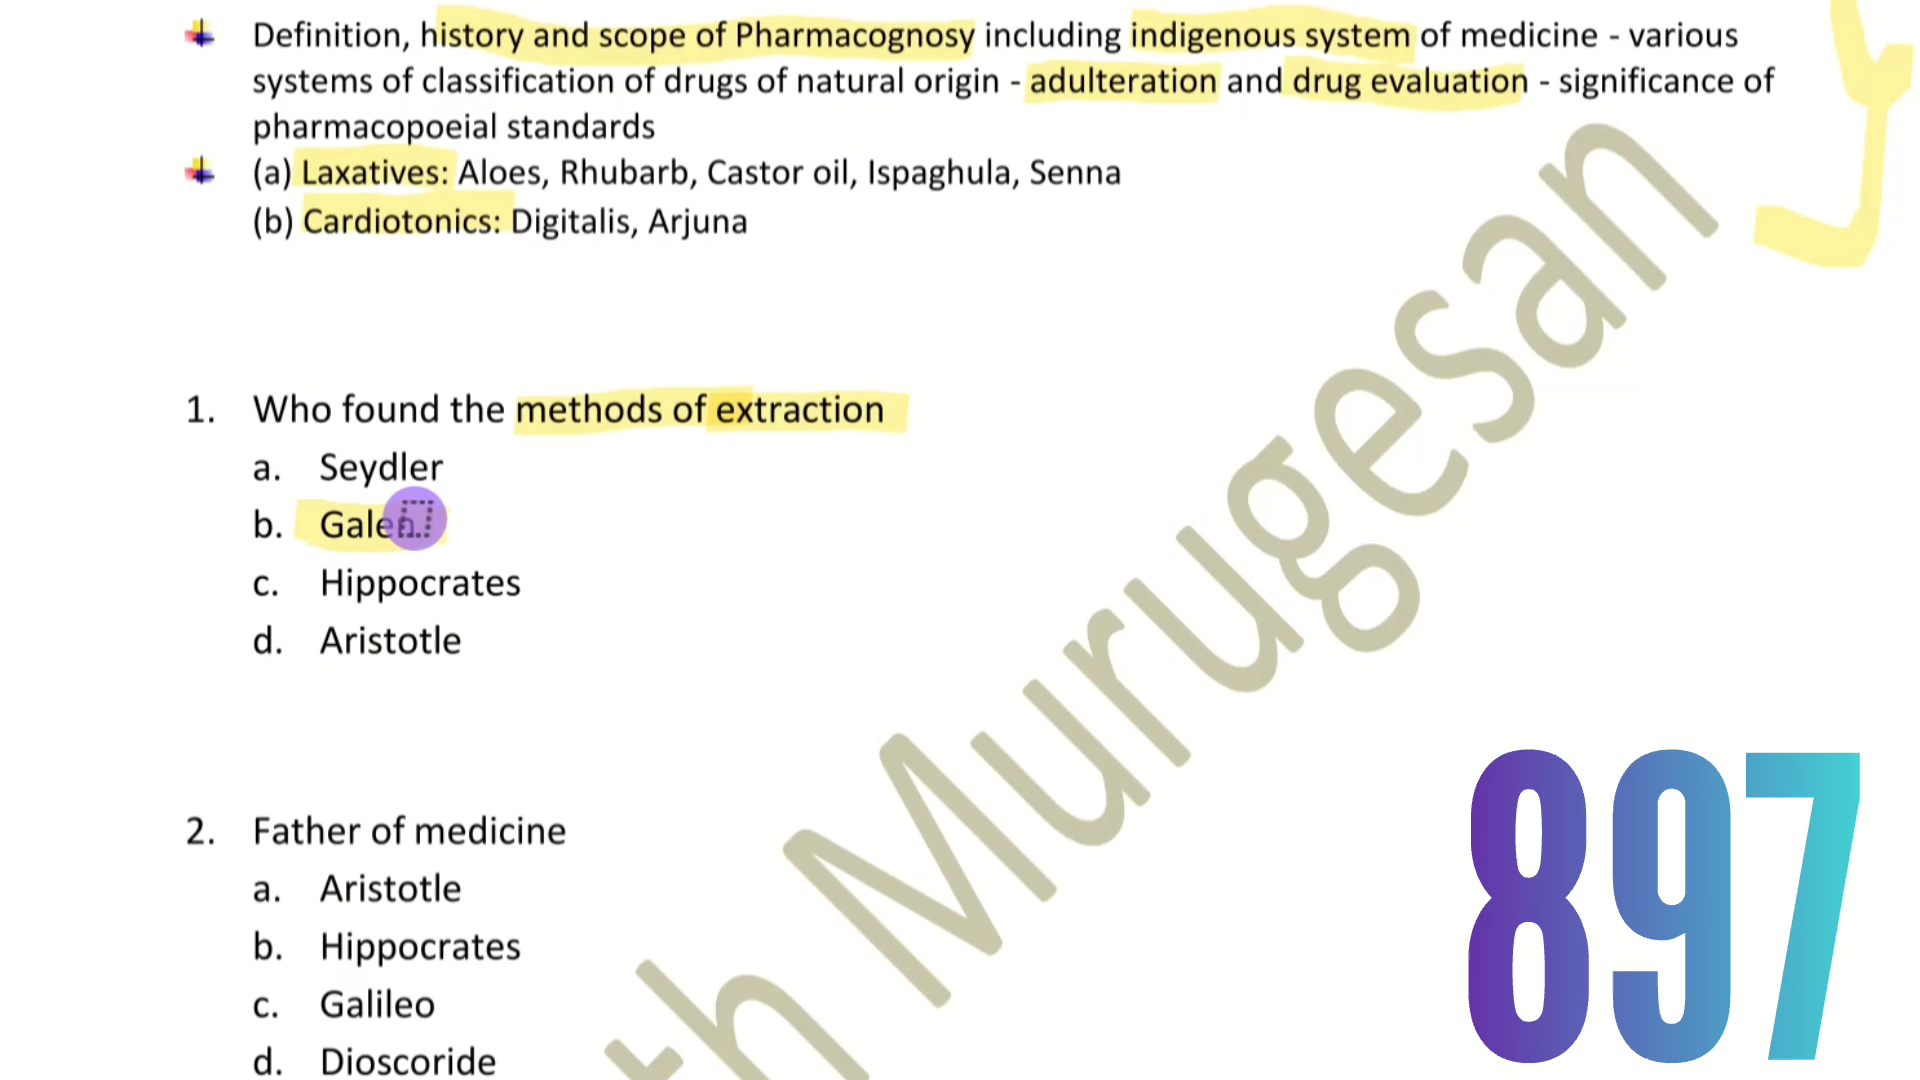 Definition, history and scope of Pharmacognosy including indigenous system of medicine - various
systems of classification of drugs of natural origin - adulteration and drug evaluation - significance of
pharmacopoeial standards
(a) Laxatives: Aloes, Rhubarb, Castor oil, Ispaghula, Senna
(b) Cardiotonics: Digitalis, Arjuna
1. Who found the methods of extraction
a. Seydler
b. Galen
c. Hippocrates
d. Aristotle
2. Father of medicine
a. Aristotle
b. Hippocrates
c. Galileo
d. Dioscoride
th Murugesan
897